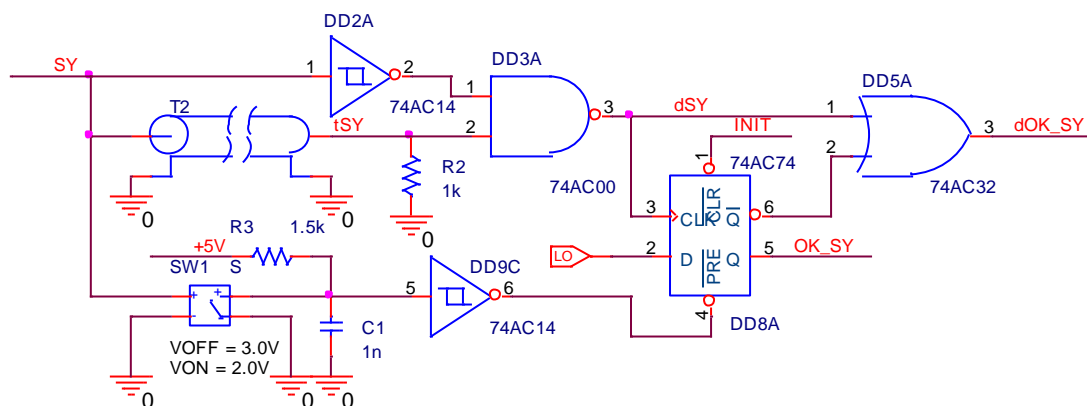 DD2A
SY
1
2
74AC14
T2
tSY
0
0
R2
1k
0
DD3A
1
2
3
74AC00
dSY
INIT
1
74AC74
DD5A
1
2
3
dOK_SY
74AC32
R3
1.5k
+5V
SW1
S
+
+
-
-
VOFF = 3.0V
VON = 2.0V
0
0
0
C1
1n
DD9C
5
6
74AC14
LO
3
CLK
CLR
Q
6
2
D
PRE
Q
5
OK_SY
4
DD8A